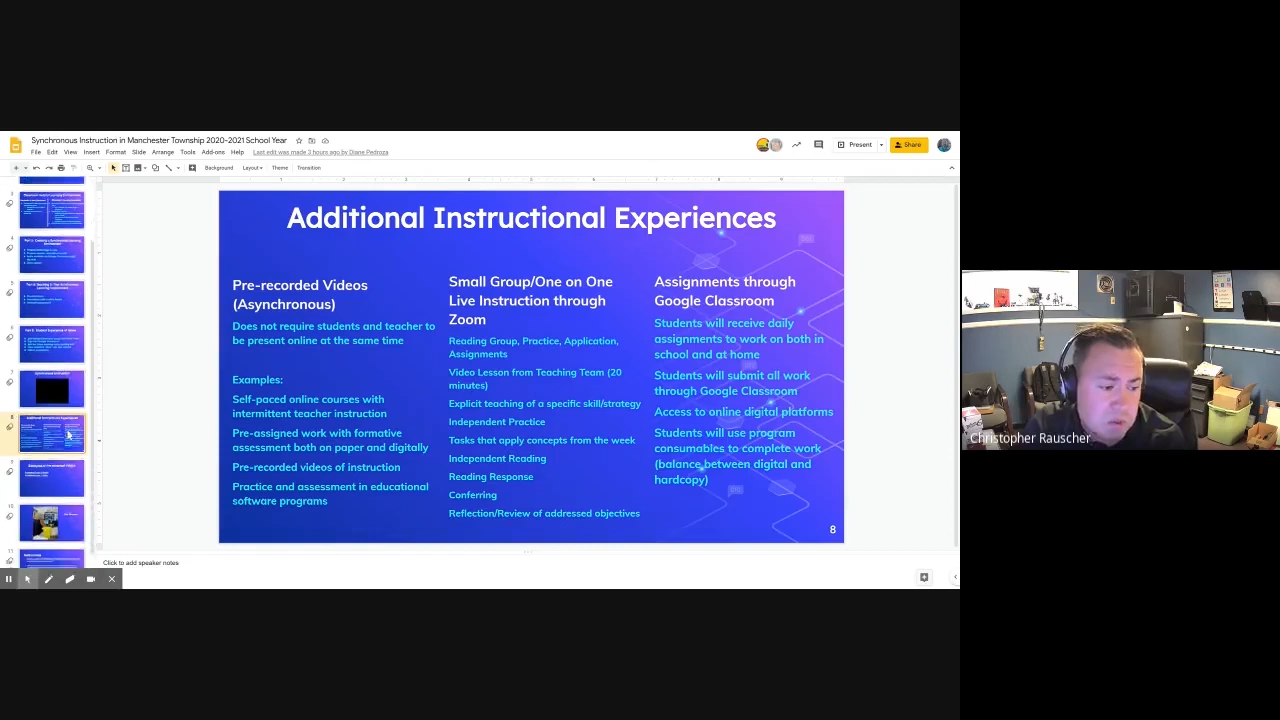 Synchronous Instruction in Manchester Township 2020-2021 School Year
File Edit View Insert Format Slide Arrange Tools Add-ons Help Last edit was made 3 hours ago by Diane Pedroza
Present
Share
Background Layout Theme Transition
Additional Instructional Experiences
Pre-recorded Videos
(Asynchronous)
Does not require students and teacher to
be present online at the same time
Examples:
Self-paced online courses with
intermittent teacher instruction
Pre-assigned work with formative
assessment both on paper and digitally
Pre-recorded videos of instruction
Practice and assessment in educational
software programs
Small Group/One on One
Live Instruction through
Zoom
Reading Group, Practice, Application,
Assignments
Video Lesson from Teaching Team (20
minutes)
Explicit teaching of a specific skill/strategy
Independent Practice
Tasks that apply concepts from the week
Independent Reading
Reading Response
Conferring
Reflection/Review of addressed objectives
Assignments through
Google Classroom
Students will receive daily
assignments to work on both in
school and at home
Students will submit all work
through Google Classroom
Access to online digital platforms
Students will use program
consumables to complete work
(balance between digital and
hardcopy)
8
Click to add speaker notes
Christopher Rauscher